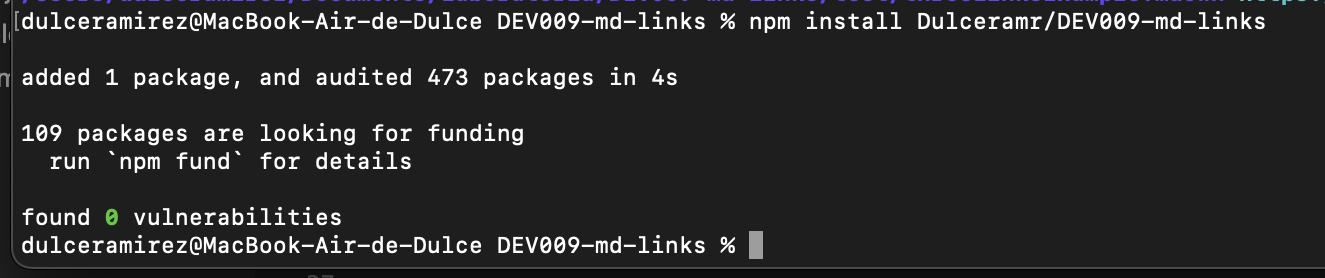 dulceramirez@MacBook-Air-de-Dulce DEV009-md-links % npm install Dulceramr/DEV009-md-links
added 1 package, and audited 473 packages in 4s
109 packages are looking for funding
  run `npm fund` for details
found 0 vulnerabilities
dulceramirez@MacBook-Air-de-Dulce DEV009-md-links %